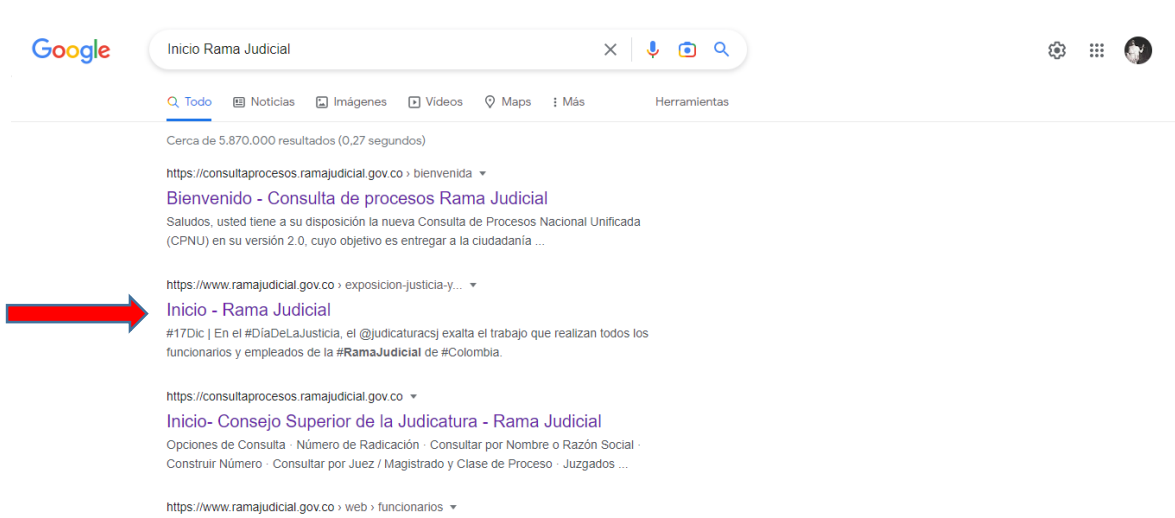 Google
Inicio Rama Judicial
Todo Noticias Imágenes Vídeos Maps Más Herramientas
Cerca de 5.870.000 resultados (0,27 segundos)
https://consultaprocesos.ramajudicial.gov.co › bienvenida
Bienvenido - Consulta de procesos Rama Judicial
Saludos, usted tiene a su disposición la nueva Consulta de Procesos Nacional Unificada
(CPNU) en su versión 2.0, cuyo objetivo es entregar a la ciudadanía ...
https://www.ramajudicial.gov.co › exposicion-justicia-y...
Inicio - Rama Judicial
#17Dic | En el #DíaDeLaJusticia, el @judicaturacsj exalta el trabajo que realizan todos los
funcionarios y empleados de la #RamaJudicial de #Colombia.
https://consultaprocesos.ramajudicial.gov.co
Inicio- Consejo Superior de la Judicatura - Rama Judicial
Opciones de Consulta · Número de Radicación · Consultar por Nombre o Razón Social ·
Construir Número · Consultar por Juez / Magistrado y Clase de Proceso · Juzgados ...
https://www.ramajudicial.gov.co › web › funcionarios